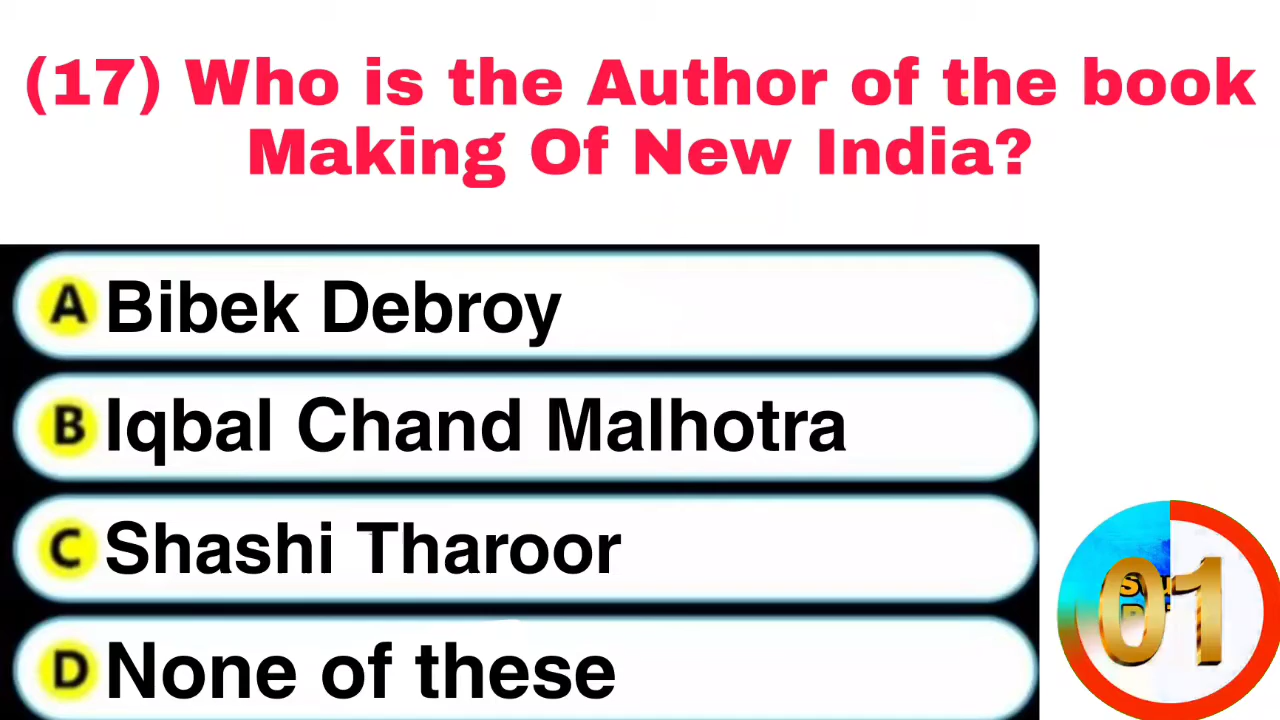 (17) Who is the Author of the book
Making Of New India?
A Bibek Debroy
B Iqbal Chand Malhotra
C Shashi Tharoor
D None of these
01